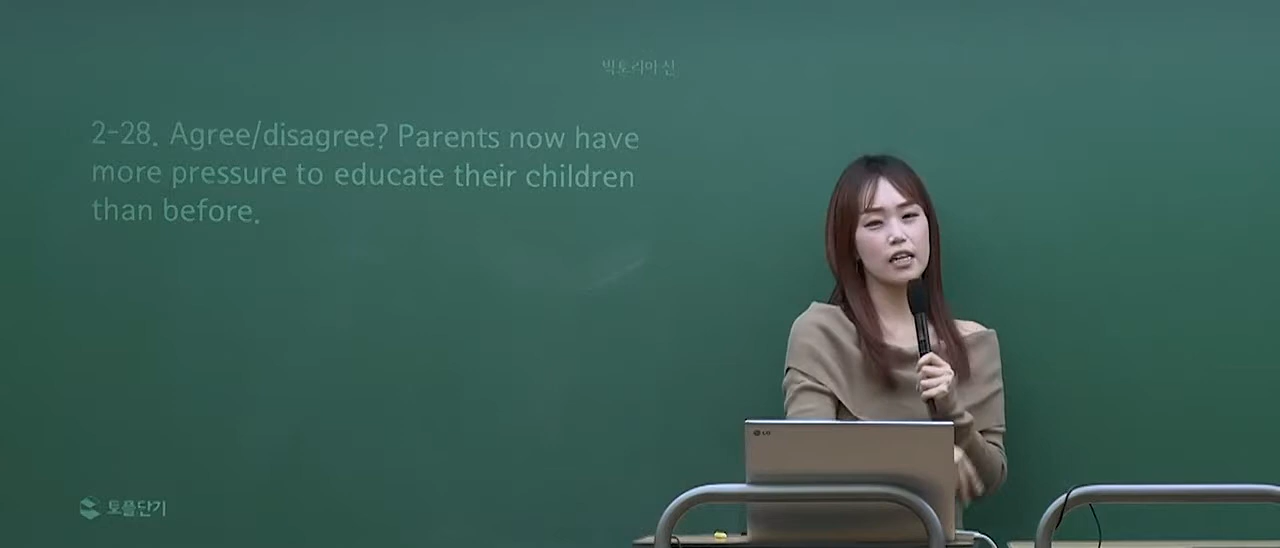 빅토리아 신
2-28. Agree/disagree? Parents now have
more pressure to educate their children
than before.
토플단기
LG